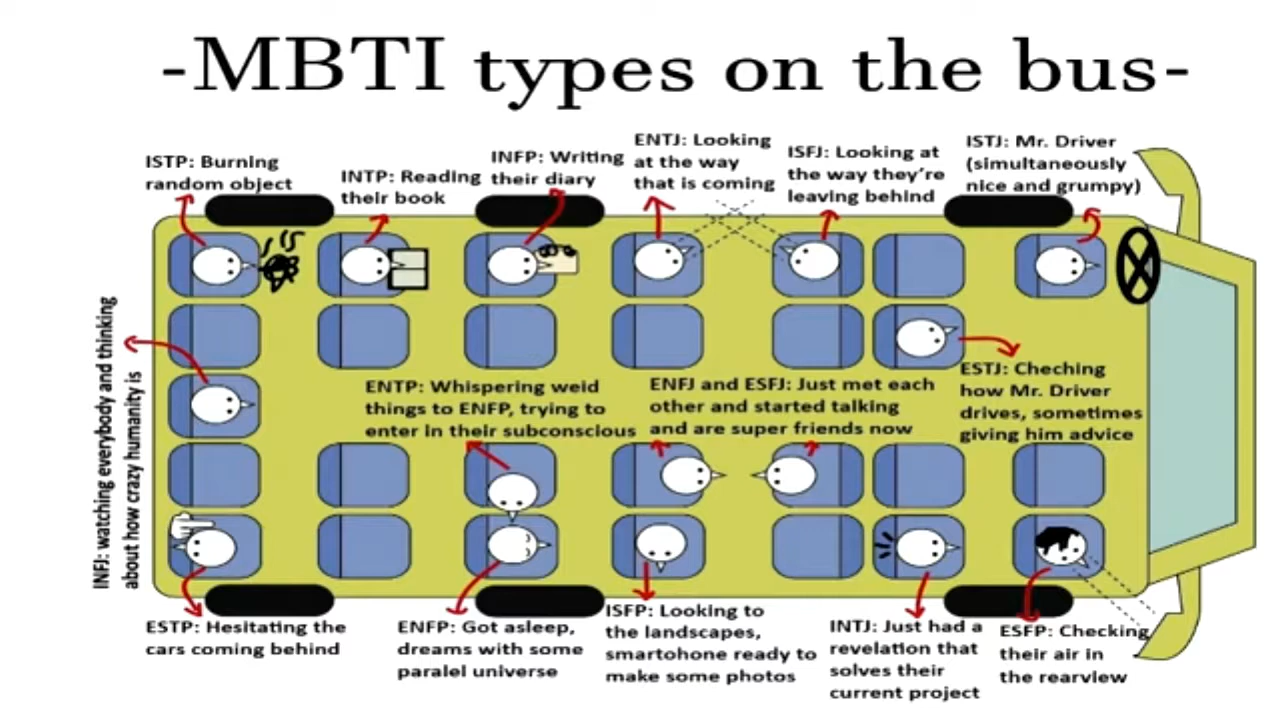 -MBTI types on the bus-
ISTP: Burning
random object
INTP: Reading
their book
INFP: Writing
their diary
ENTJ: Looking
at the way
that is coming
ISFJ: Looking at
the way they're
leaving behind
ISTJ: Mr. Driver
(simultaneously
nice and grumpy)
INFJ: watching everybody and thinking
about how crazy humanity is
ENTP: Whispering weid
things to ENFP, trying to
enter in their subconscious
ENFJ and ESFJ: Just met each
other and started talking
and are super friends now
ESTJ: Cheching
how Mr. Driver
drives, sometimes
giving him advice
ESTP: Hesitating the
cars coming behind
ENFP: Got asleep,
dreams with some
paralel universe
ISFP: Looking to
the landscapes,
smartohone ready to
make some photos
INTJ: Just had a
revelation that
solves their
current project
ESFP: Checking
their air in
the rearview